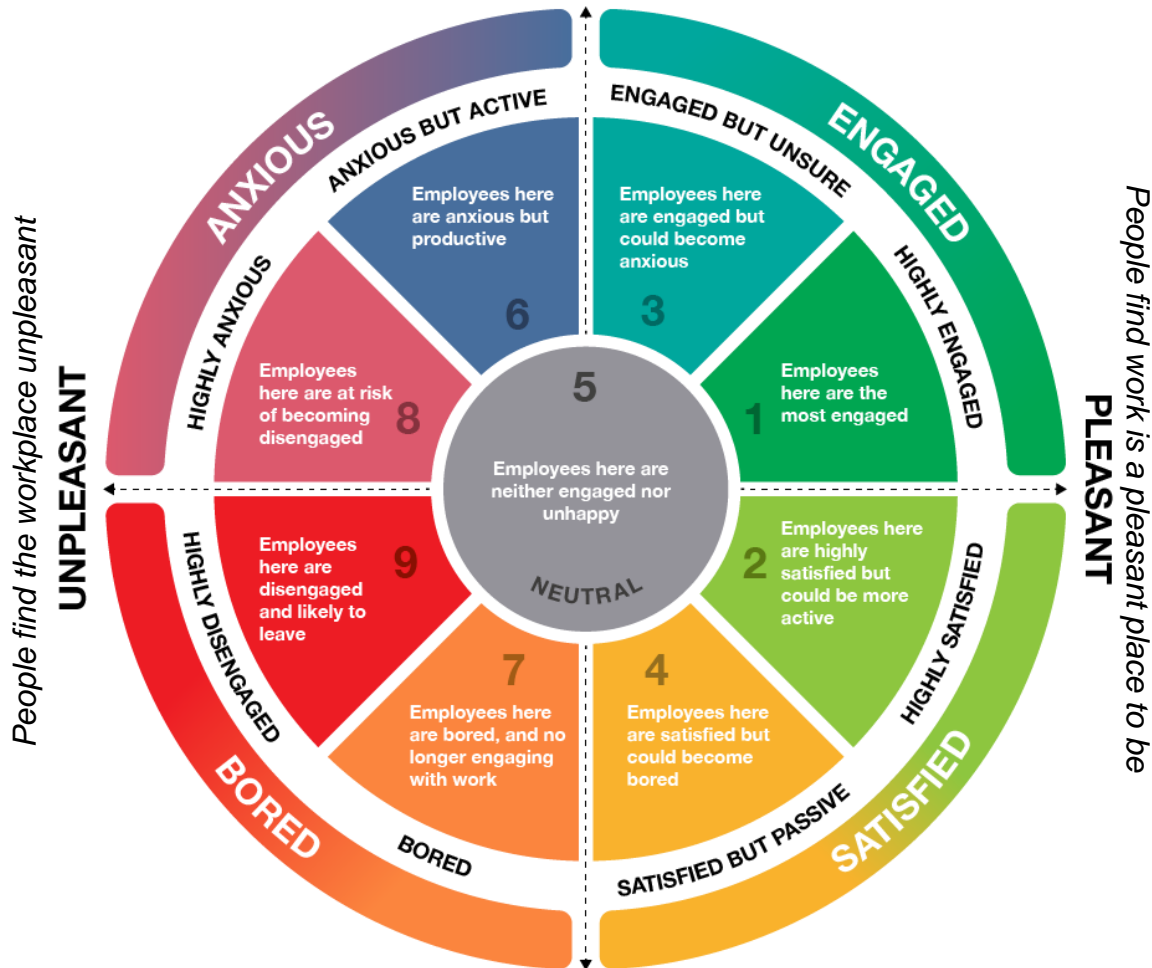 People find the workplace unpleasant
UNPLEASANT
ANXIOUS
ANXIOUS BUT ACTIVE
HIGHLY ANXIOUS
Employees here
are anxious but
productive
6
Employees
here are at risk
of becoming
disengaged
8
ENGAGED
ENGAGED BUT UNSURE
HIGHLY ENGAGED
Employees here
are engaged but
could become
anxious
3
Employees
here are the
most engaged
1
5
Employees here are
neither engaged nor
unhappy
NEUTRAL
BORED
HIGHLY DISENGAGED
BORED
Employees
here are
disengaged
and likely to
leave
9
7
Employees here
are bored, and no
longer engaging
with work
SATISFIED
HIGHLY SATISFIED
SATISFIED BUT PASSIVE
2
Employees here
are highly
satisfied but
could be more
active
4
Employees here
are satisfied but
could become
bored
PLEASANT
People find work is a pleasant place to be